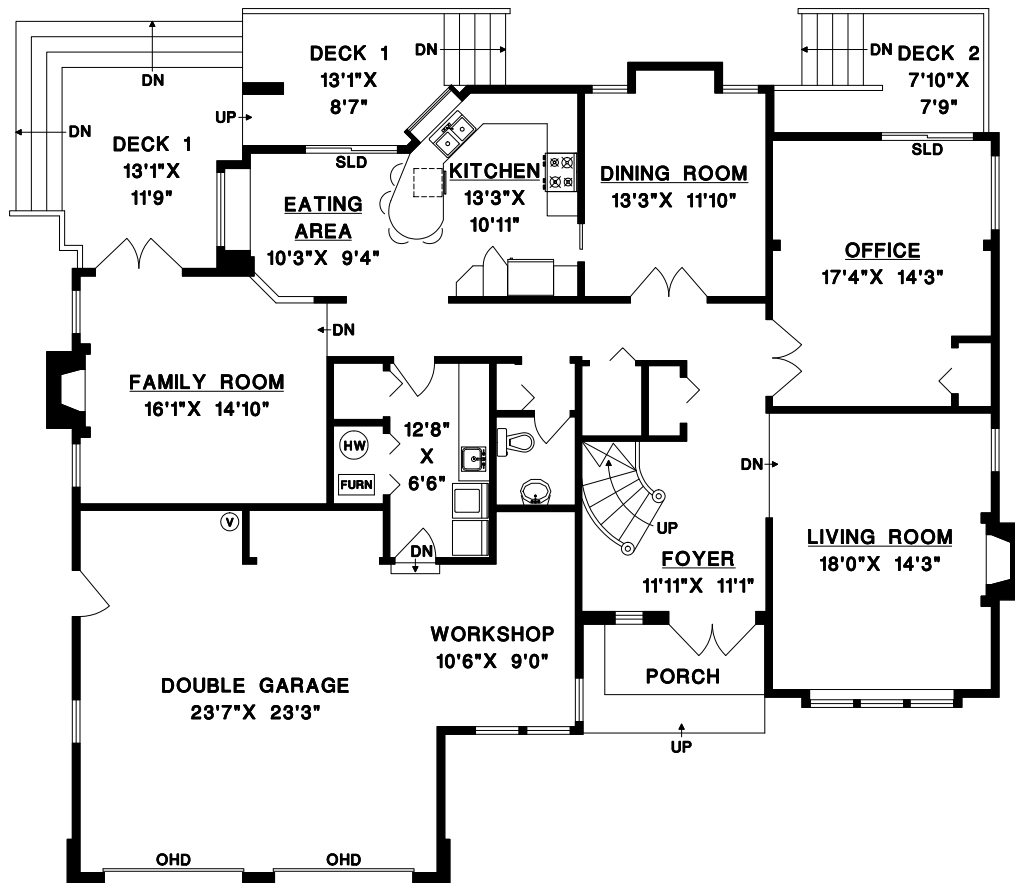 DECK 1
13'1"X
8'7"
DN
DN
DECK 2
7'10"X
7'9"
DN
UP
DN
DECK 1
13'1"X
11'9"
SLD
SLD
KITCHEN
13'3"X
10'11"
DINING ROOM
13'3"X 11'10"
EATING
AREA
10'3"X 9'4"
OFFICE
17'4"X 14'3"
DN
FAMILY ROOM
16'1"X 14'10"
12'8"
X
6'6"
HW
FURN
DN
V
UP
DN
LIVING ROOM
18'0"X 14'3"
FOYER
11'11"X 11'1"
WORKSHOP
10'6"X 9'0"
PORCH
DOUBLE GARAGE
23'7"X 23'3"
UP
OHD
OHD